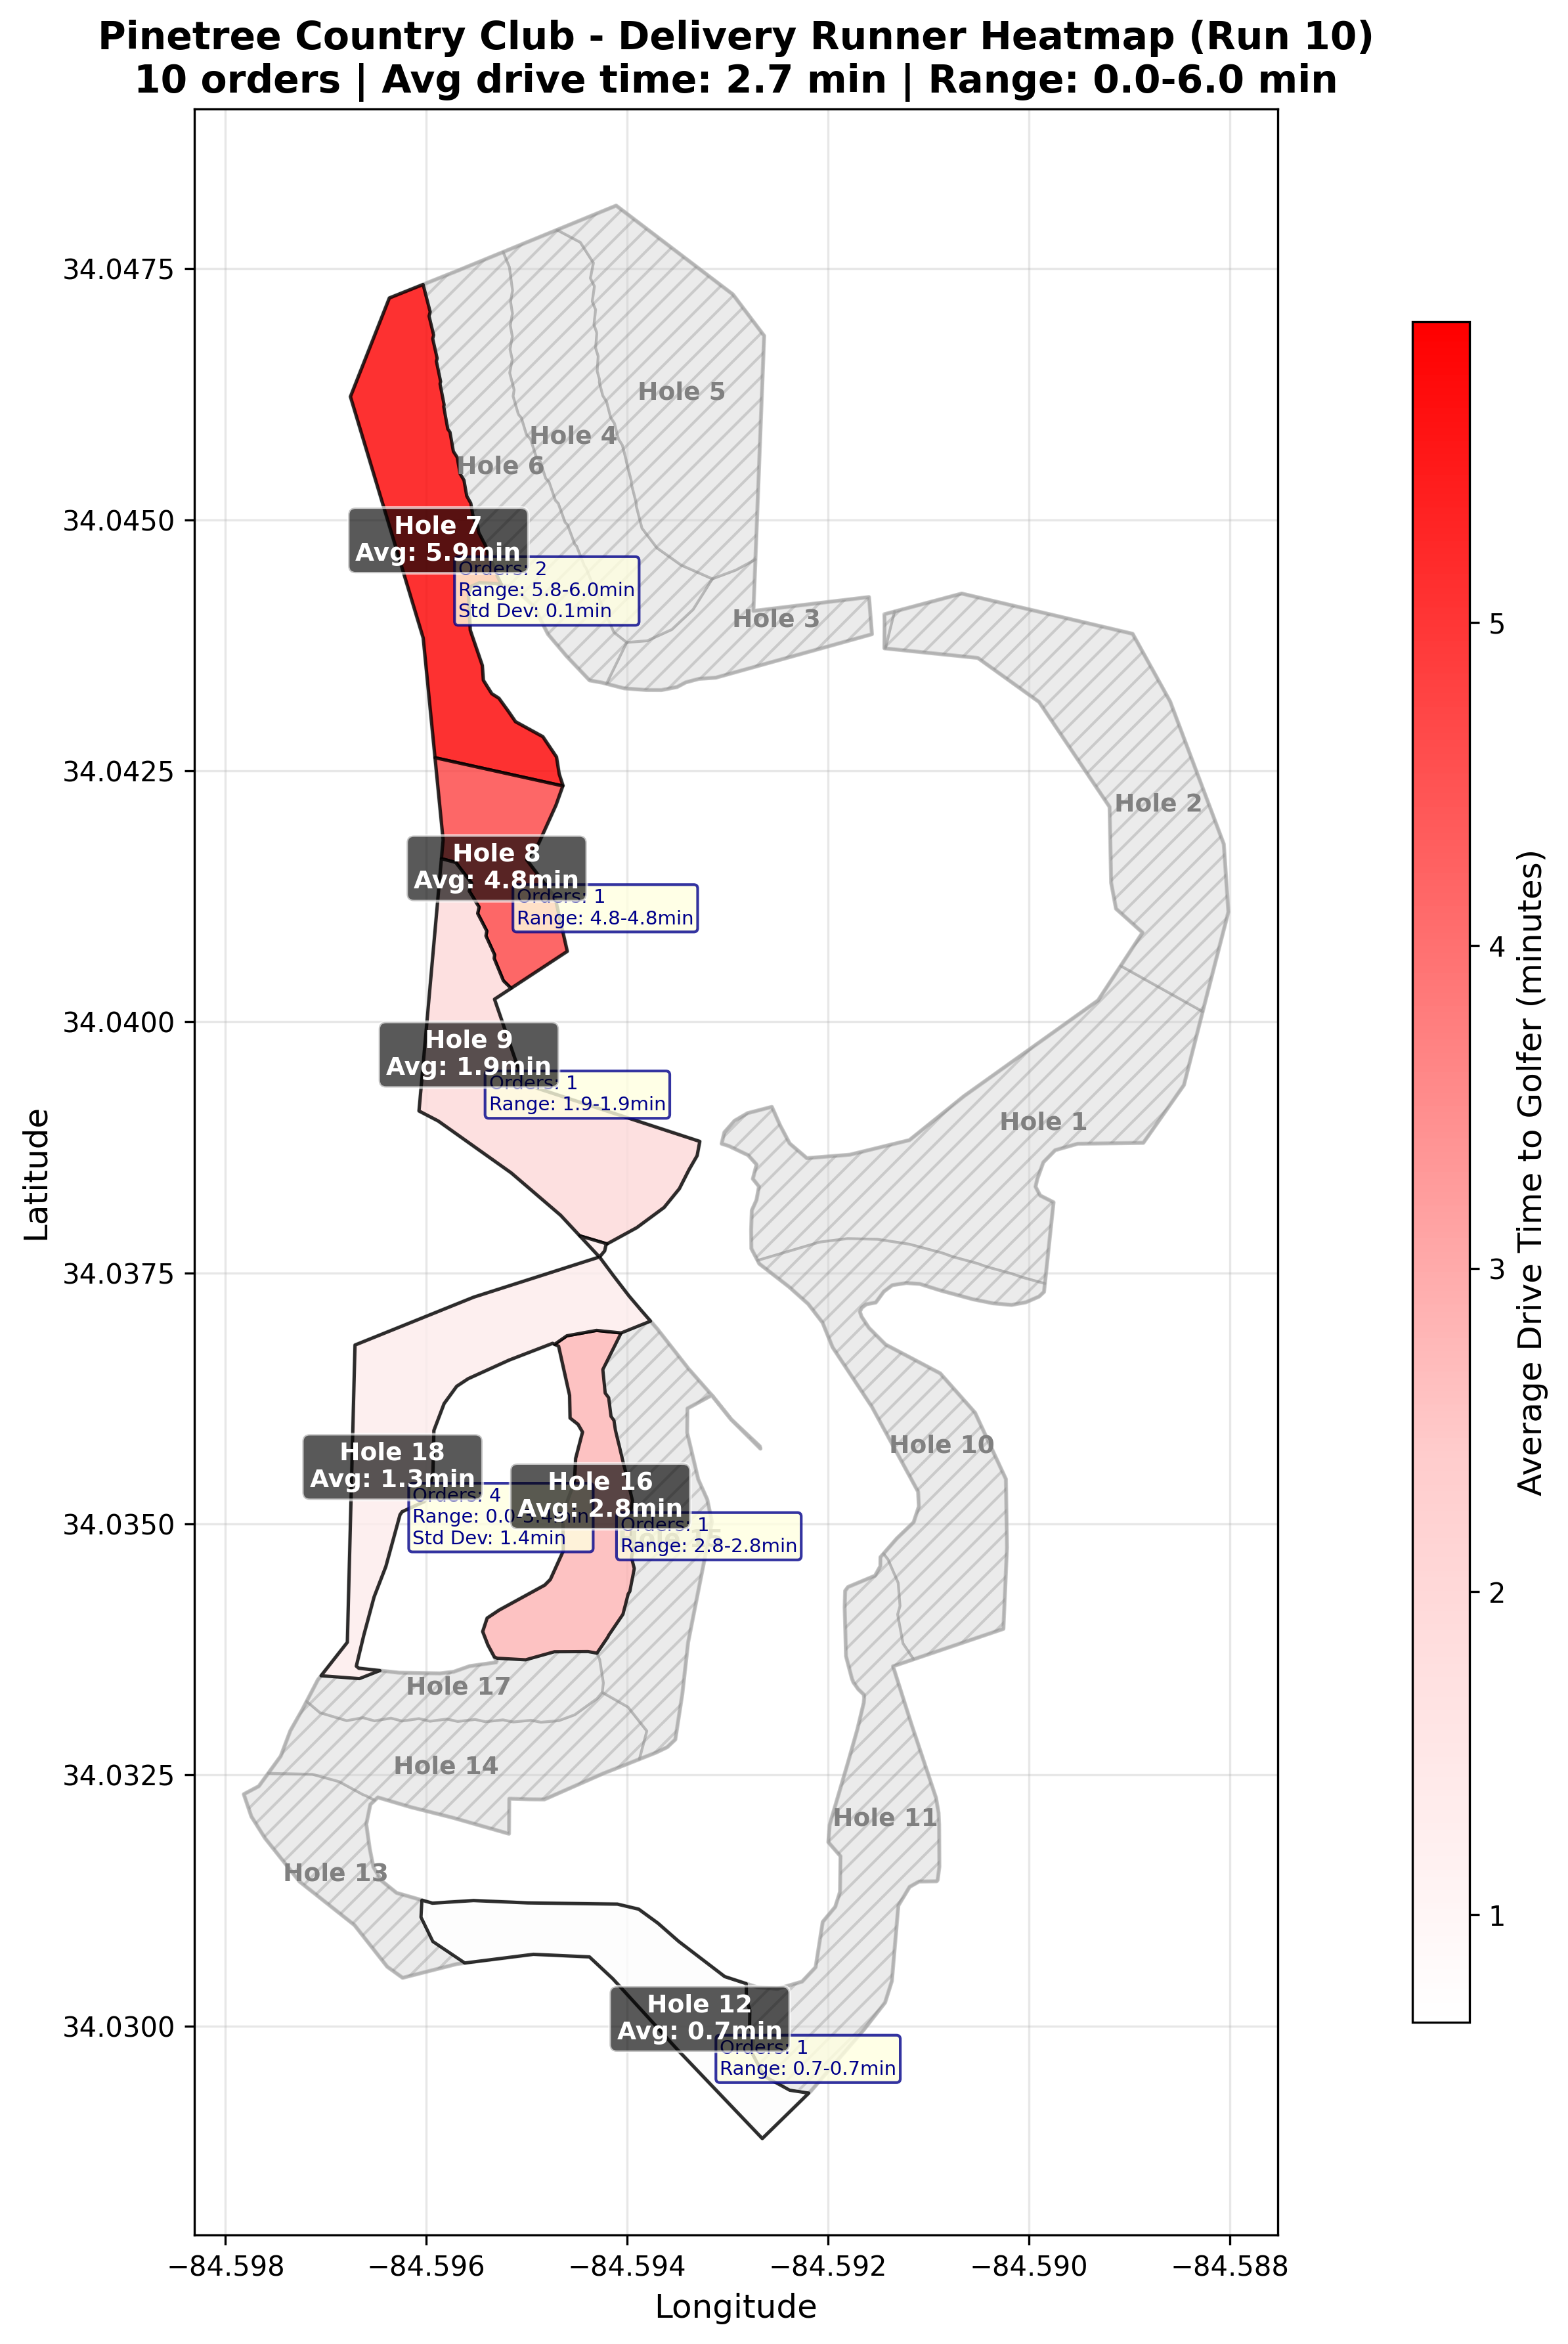 Pinetree Country Club - Delivery Runner Heatmap (Run 10)
10 orders | Avg drive time: 2.7 min | Range: 0.0-6.0 min
34.0475
34.0450
34.0425
34.0400
34.0375
34.0350
34.0325
34.0300
Latitude
−84.598
−84.596
−84.594
−84.592
−84.590
−84.588
Longitude
Hole 5
Hole 4
Hole 6
Hole 7
Avg: 5.9min
Orders: 2
Range: 5.8-6.0min
Std Dev: 0.1min
Hole 3
Hole 2
Hole 8
Avg: 4.8min
Orders: 1
Range: 4.8-4.8min
Hole 9
Avg: 1.9min
Orders: 1
Range: 1.9-1.9min
Hole 1
Hole 10
Hole 18
Avg: 1.3min
Orders: 4
Range: 0.0-3.4min
Std Dev: 1.4min
Hole 16
Avg: 2.8min
Orders: 1
Range: 2.8-2.8min
Hole 17
Hole 14
Hole 11
Hole 13
Hole 12
Avg: 0.7min
Orders: 1
Range: 0.7-0.7min
5
4
3
2
1
Average Drive Time to Golfer (minutes)